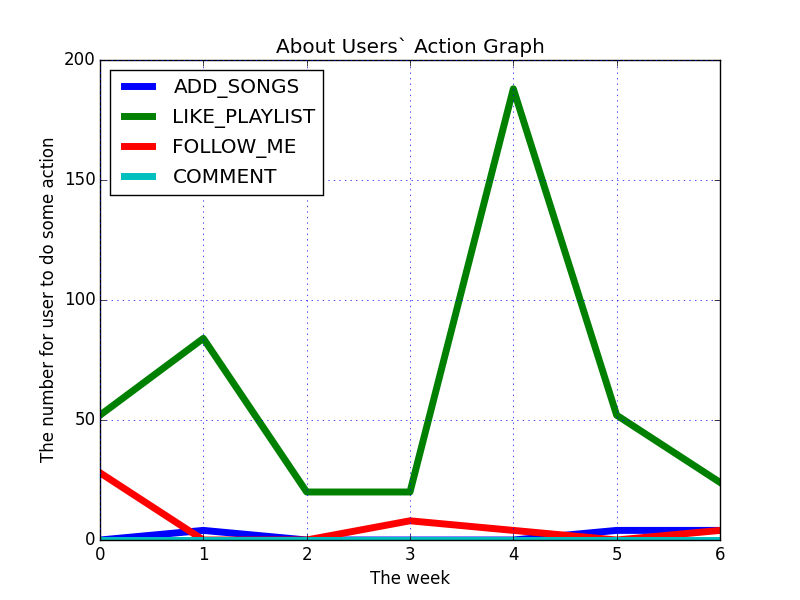 About Users` Action Graph
200
150
100
50
0
The number for user to do some action
ADD_SONGS
LIKE_PLAYLIST
FOLLOW_ME
COMMENT
0 1 2 3 4 5 6
The week